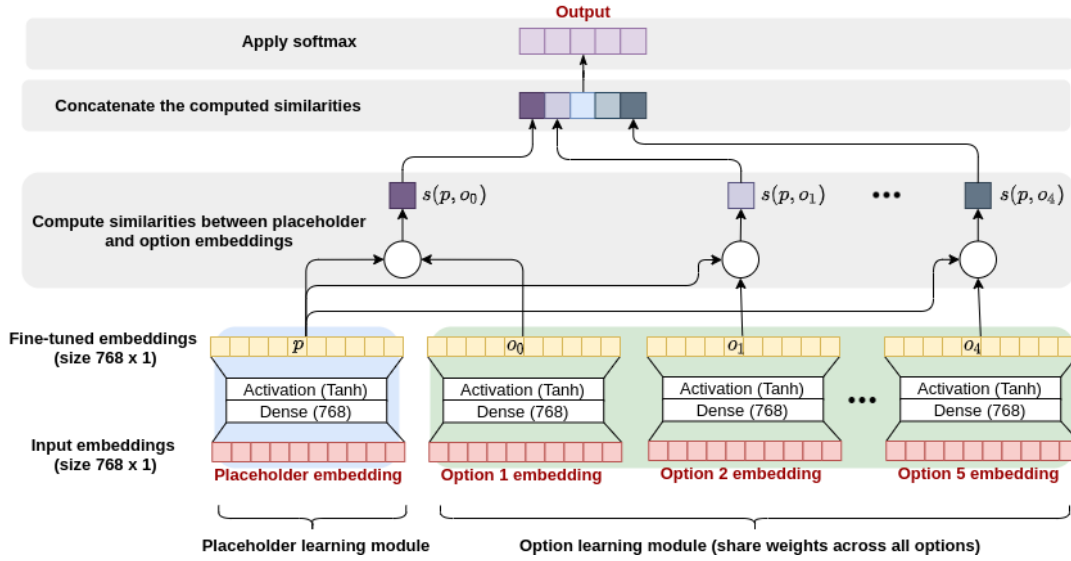 Output
Apply softmax
Concatenate the computed similarities
s(p, o₀)
s(p, o₁)
•••
s(p, o₄)
Compute similarities between placeholder
and option embeddings
Fine-tuned embeddings
(size 768 x 1)
p
o₀
o₁
o₄
Activation (Tanh)
Dense (768)
Activation (Tanh)
Dense (768)
Activation (Tanh)
Dense (768)
•••
Activation (Tanh)
Dense (768)
Input embeddings
(size 768 x 1)
Placeholder embedding
Option 1 embedding
Option 2 embedding
Option 5 embedding
Placeholder learning module
Option learning module (share weights across all options)